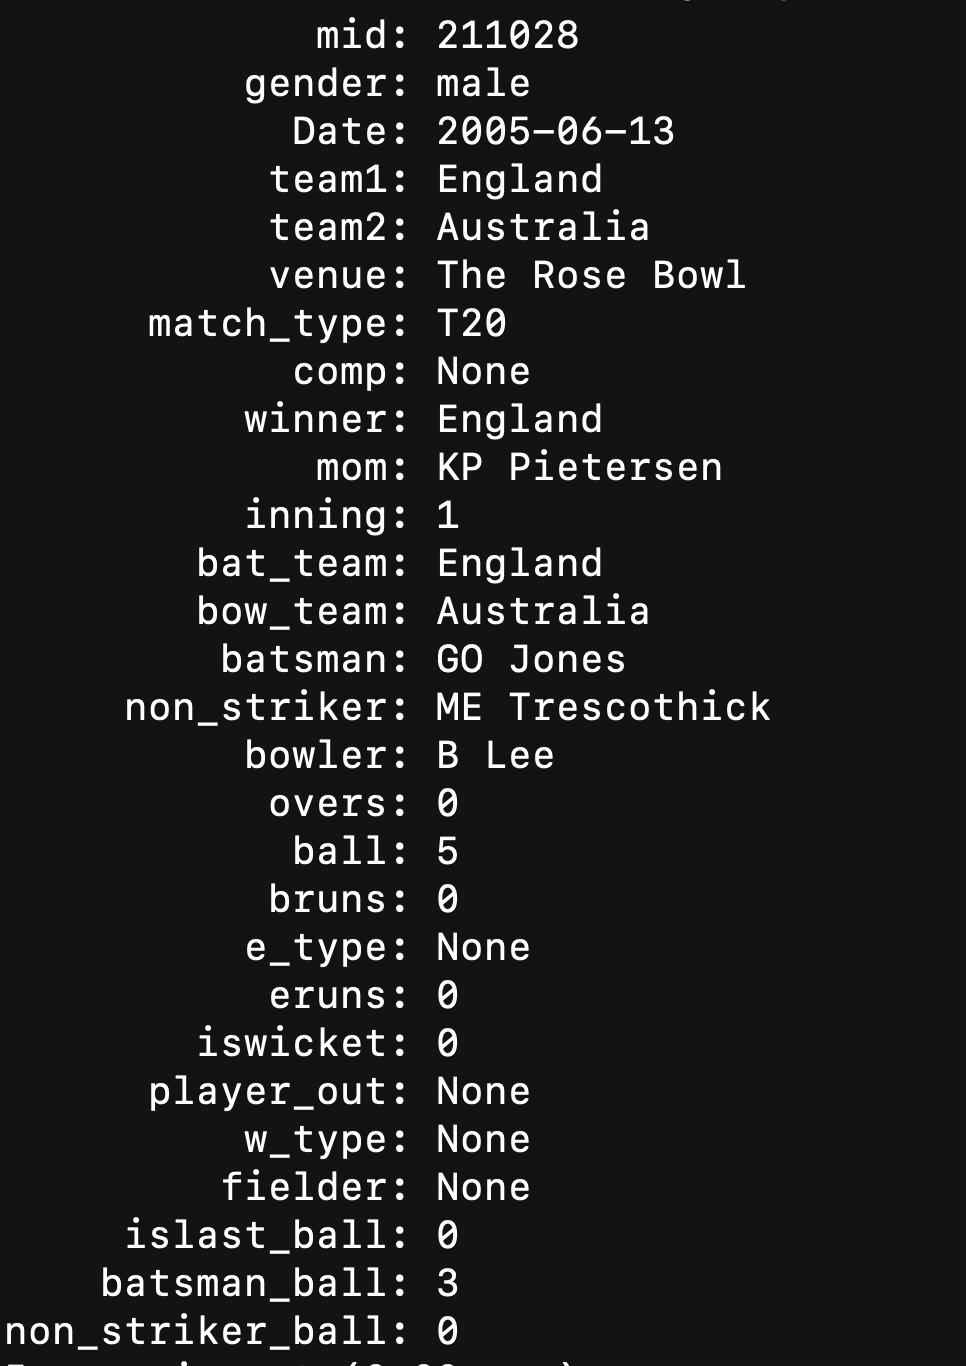 mid: 211028
gender: male
Date: 2005-06-13
team1: England
team2: Australia
venue: The Rose Bowl
match_type: T20
comp: None
winner: England
mom: KP Pietersen
inning: 1
bat_team: England
bow_team: Australia
batsman: GO Jones
non_striker: ME Trescothick
bowler: B Lee
overs: 0
ball: 5
bruns: 0
e_type: None
eruns: 0
iswicket: 0
player_out: None
w_type: None
fielder: None
islast_ball: 0
batsman_ball: 3
non_striker_ball: 0